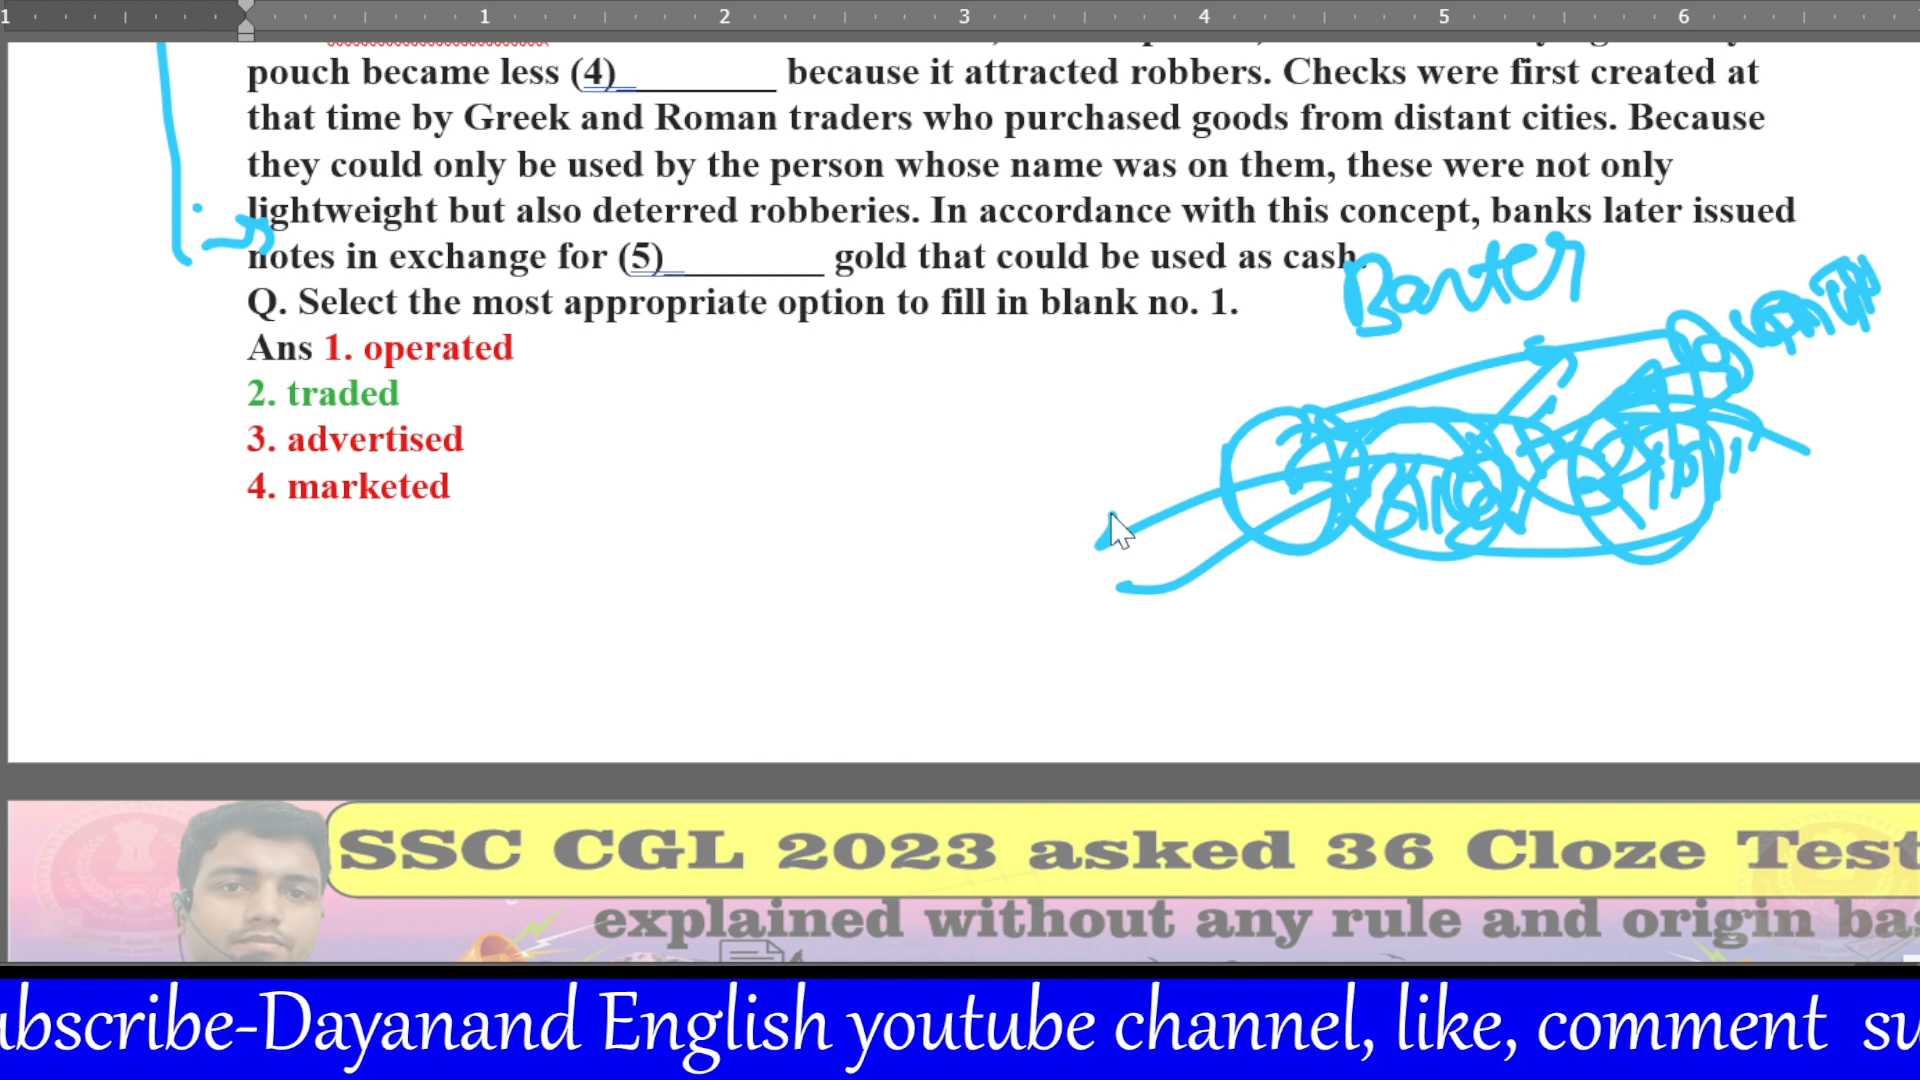 1 1 2 3 4 5 6
pouch became less (4)________ because it attracted robbers. Checks were first created at
that time by Greek and Roman traders who purchased goods from distant cities. Because
they could only be used by the person whose name was on them, these were not only
lightweight but also deterred robberies. In accordance with this concept, banks later issued
notes in exchange for (5)________ gold that could be used as cash.
Barter
Q. Select the most appropriate option to fill in blank no. 1.
Ans 1. operated
2. traded
3. advertised
4. marketed
SSC CGL 2023 asked 36 Cloze Test
explained without any rule and origin bas
ubscribe-Dayanand English youtube channel, like, comment su